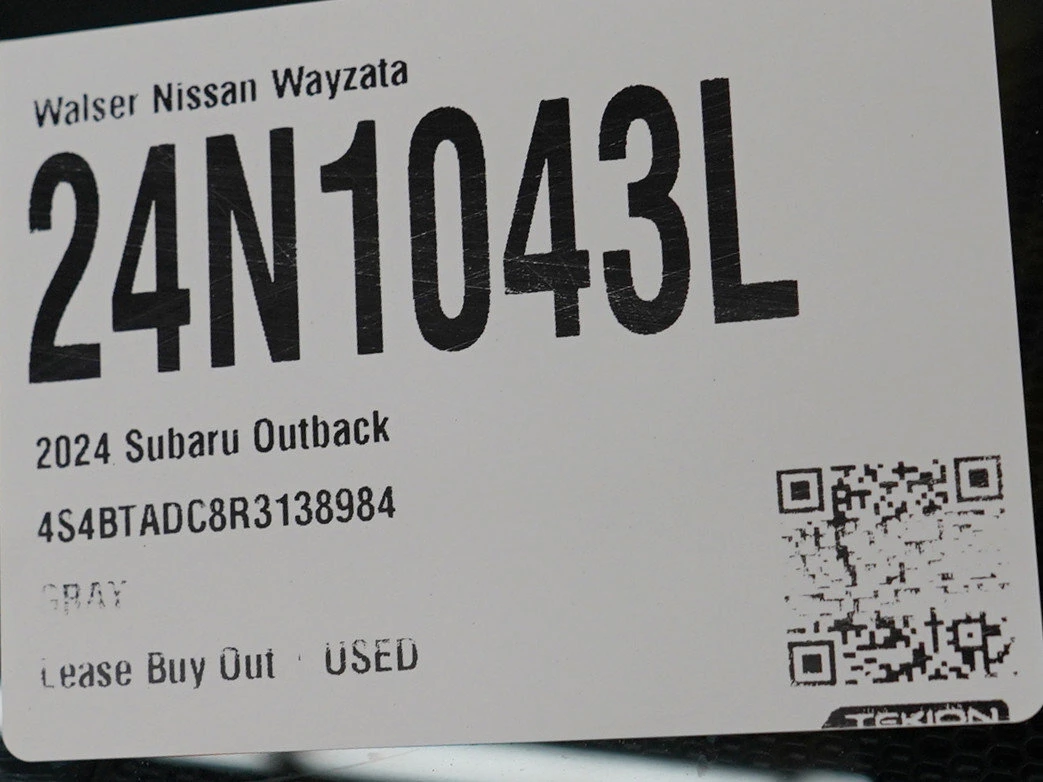 Walser Nissan Wayzata
24N1043L
2024 Subaru Outback
4S4BTADC8R3138984
GRAY
Lease Buy Out · USED
TEKION